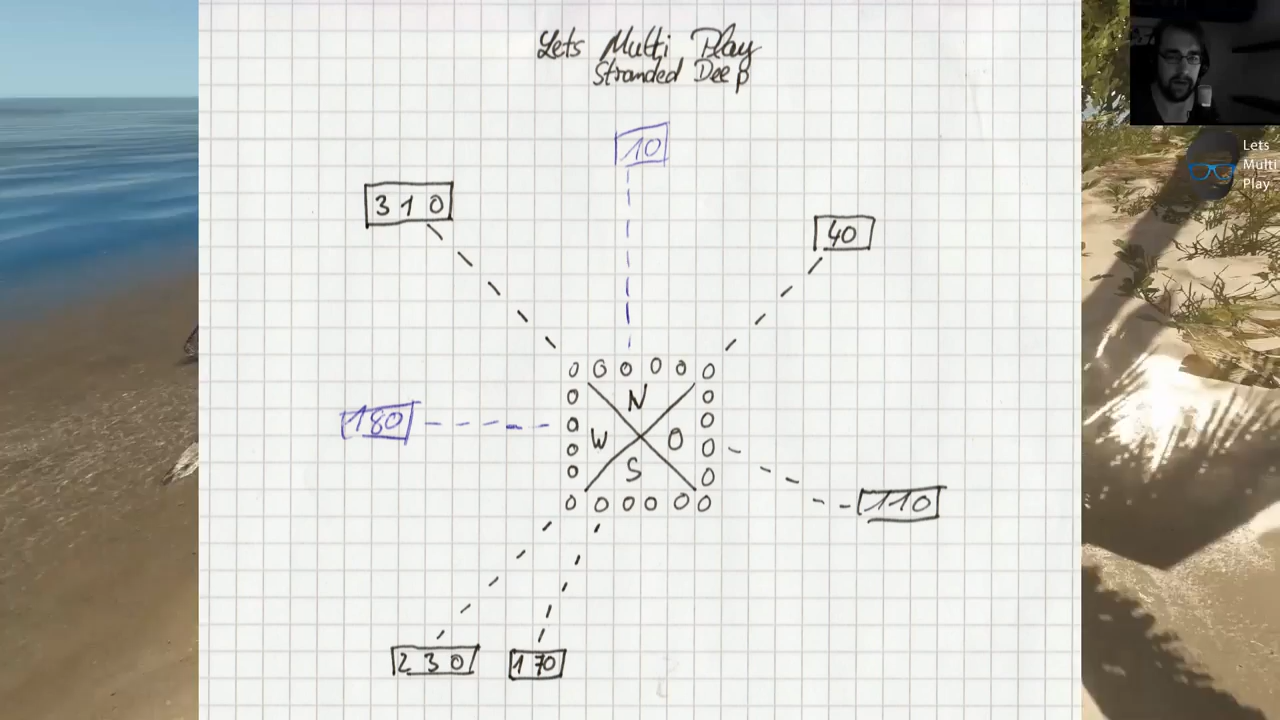 Lets Multi Play
Stranded Deep
10
310
40
N
180
W O
S
110
230
170
Lets
Multi
Play